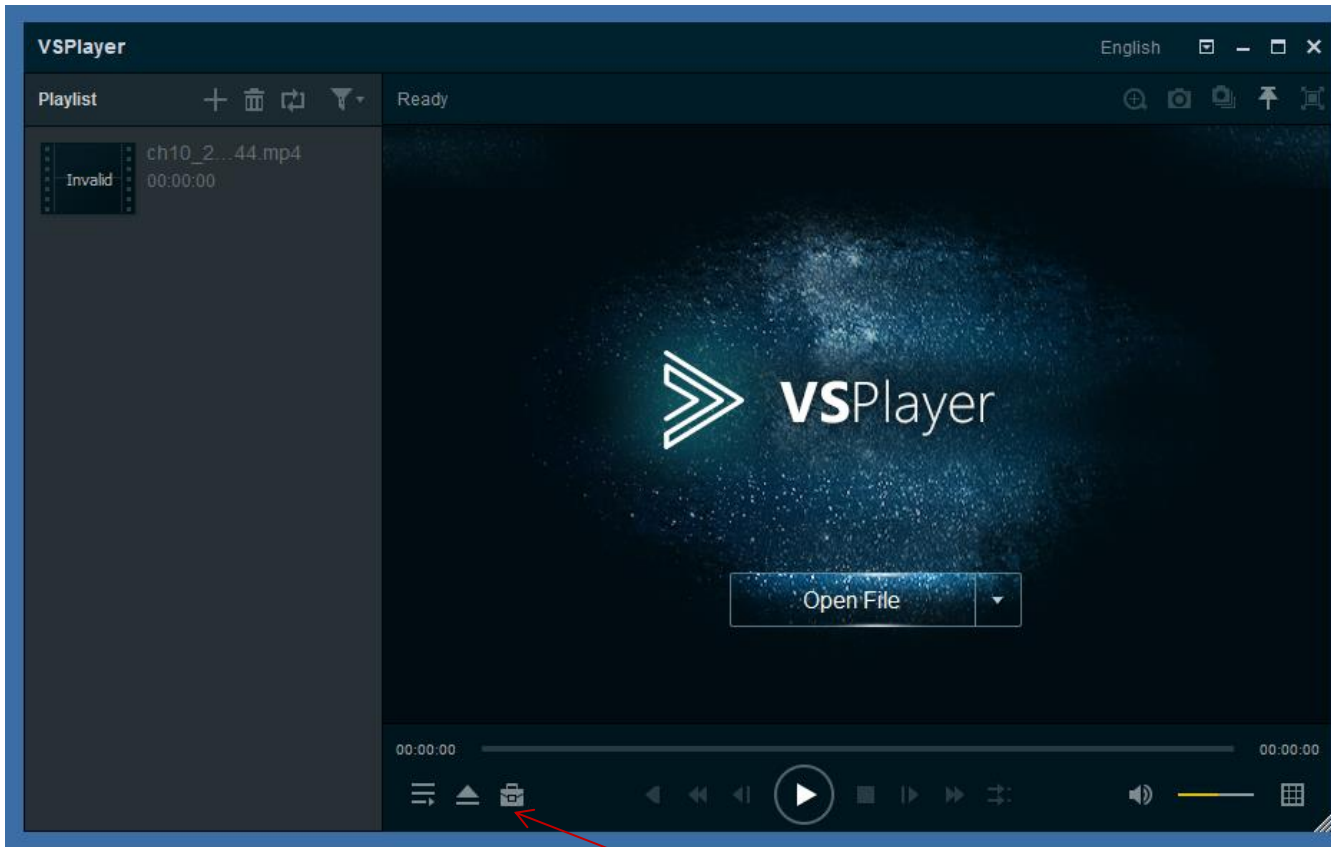 VSPlayer
English
Playlist
Ready
ch10_2...44.mp4
Invalid
00:00:00
VSPlayer
Open File
00:00:00
00:00:00